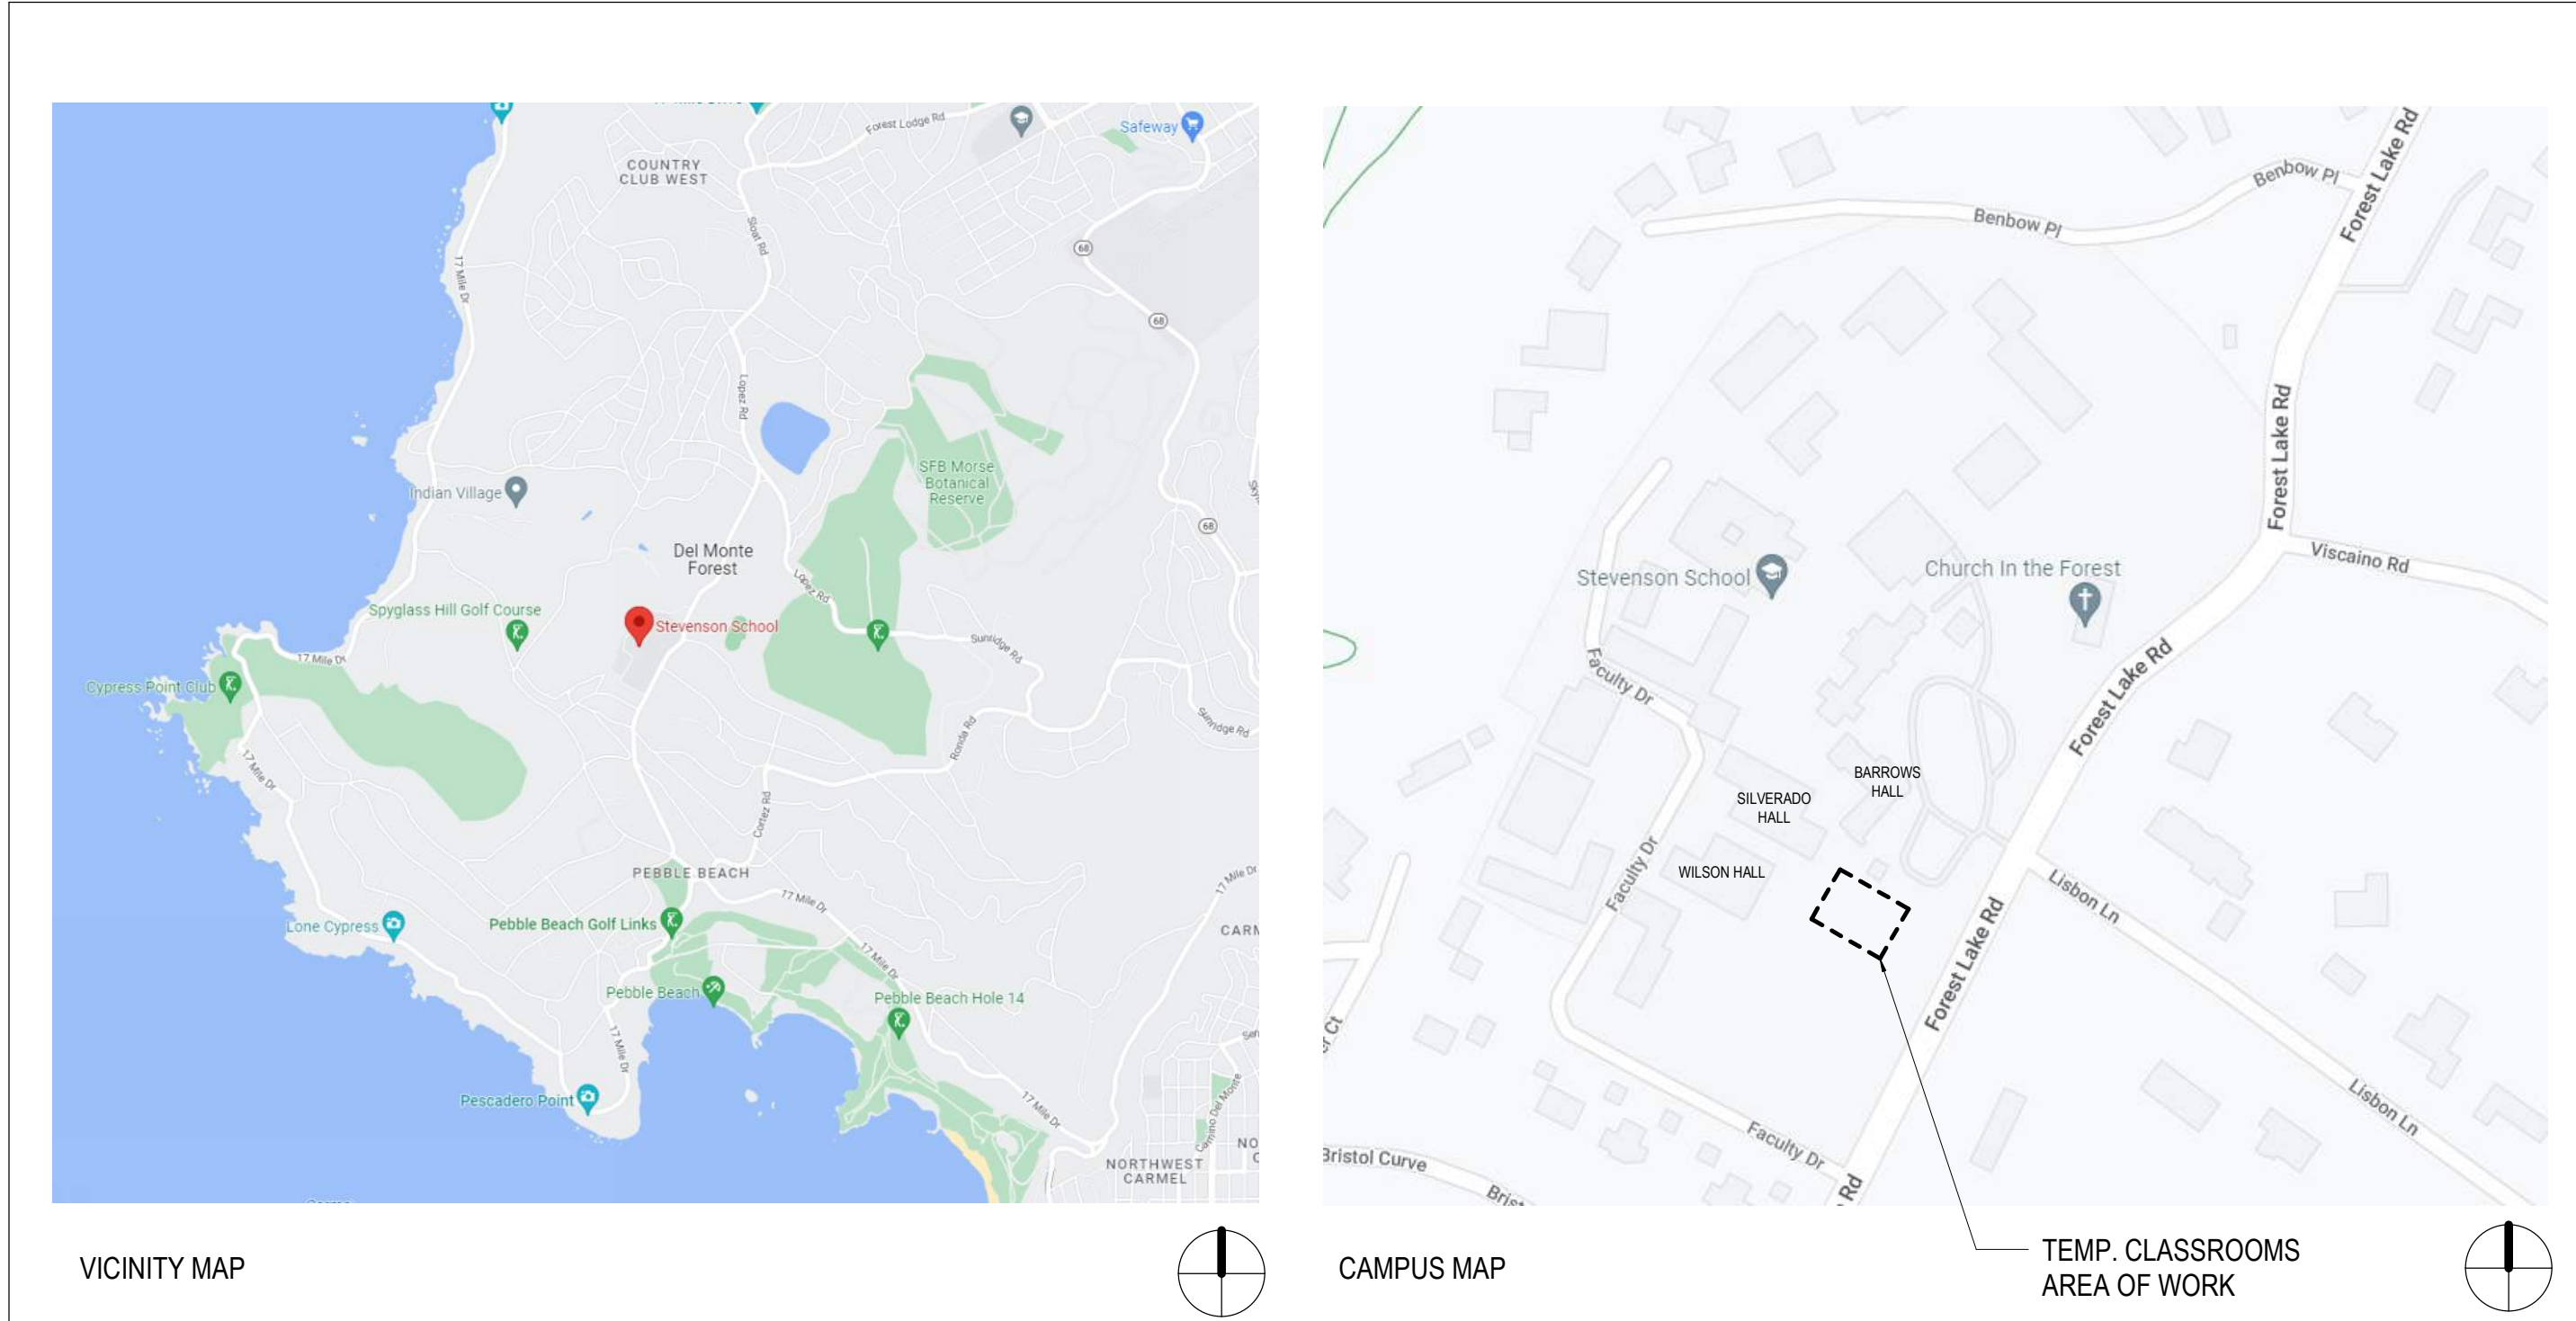 Forest Lodge Rd
Safeway
COUNTRY
CLUB WEST
Sloat Rd
68
17 Mile Dr
68
Lopez Rd
SFB Morse
Botanical
Reserve
Indian Village
68
Del Monte
Forest
Lopez Rd
Spyglass Hill Golf Course
Stevenson School
Sunridge Rd
17 Mile Dr
Cypress Point Club
Sunridge Rd
Ronda Rd
17 Mile Dr
Cortez Rd
PEBBLE BEACH
17 Mile Dr
17 Mile Dr
Pebble Beach Golf Links
Lone Cypress
17 Mile Dr
Pebble Beach
Pebble Beach Hole 14
17 Mile Dr
Pescadero Point
17 Mile Dr
Camino Del Monte
NORTHWEST
CARMEL
VICINITY MAP
Forest Lake Rd
Benbow Pl
Benbow Pl
Forest Lake Rd
Viscaino Rd
Church In the Forest
Stevenson School
Faculty Dr
Forest Lake Rd
BARROWS
HALL
SILVERADO
HALL
WILSON HALL
Faculty Dr
Lisbon Ln
Forest Lake Rd
Lisbon Ln
Faculty Dr
Bristol Curve
Rd
CAMPUS MAP
TEMP. CLASSROOMS
AREA OF WORK